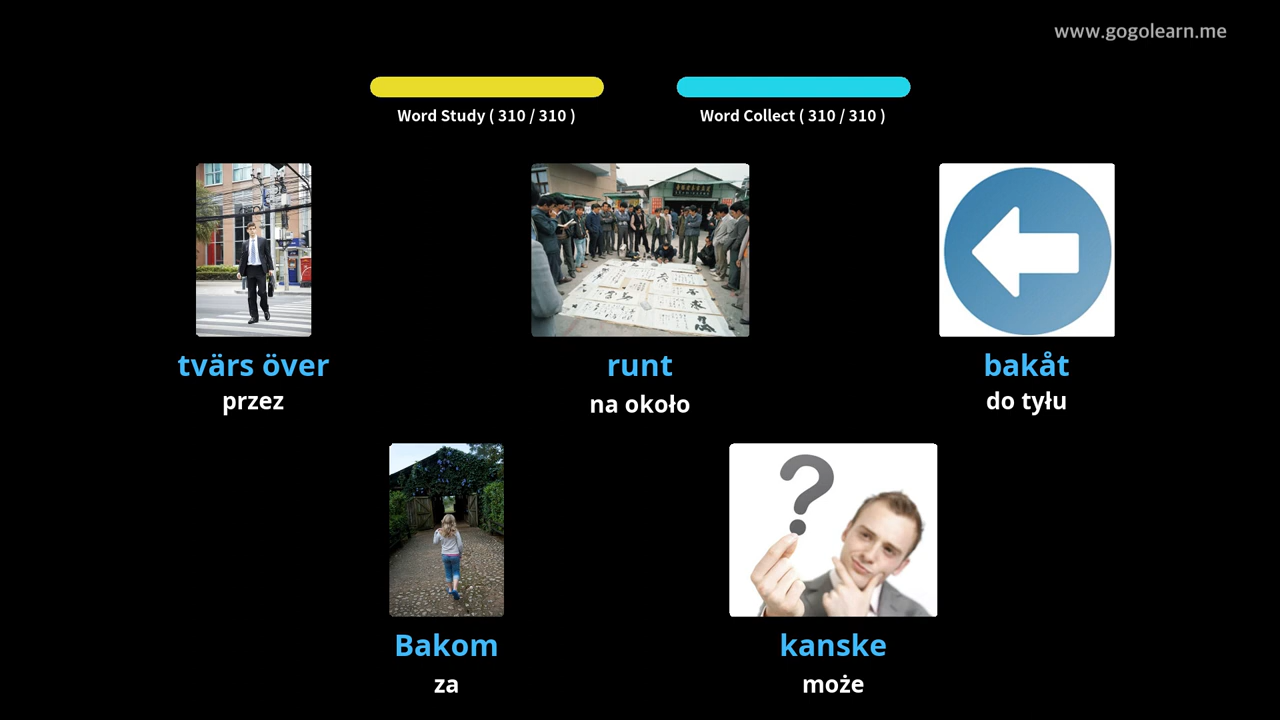 www.gogolearn.me
Word Study ( 310 / 310 )
Word Collect ( 310 / 310 )
tvärs över
przez
runt
na około
bakåt
do tyłu
Bakom
za
kanske
może